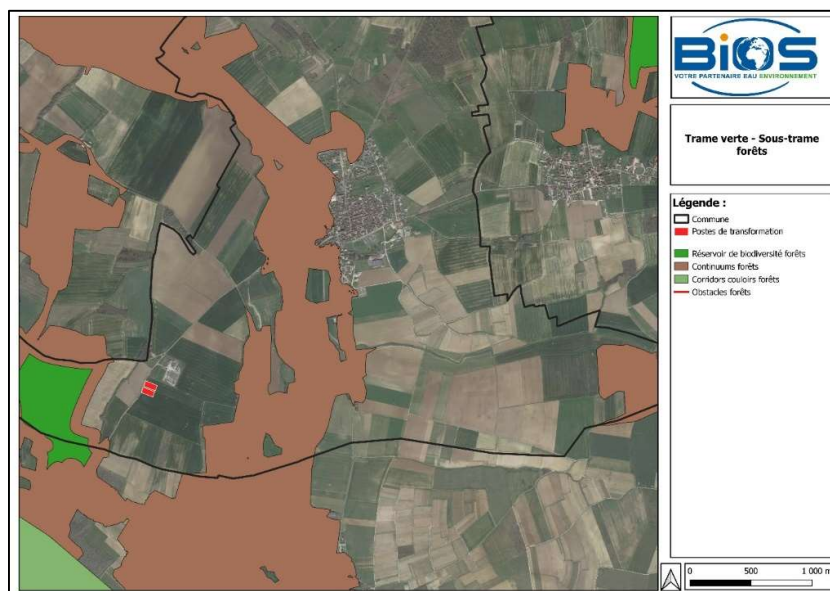 BiOS
VOTRE PARTENAIRE EAU ENVIRONNEMENT
Trame verte - Sous-trame
forêts
Légende :
Commune
Postes de transformation
Réservoir de biodiversité forêts
Continuums forêts
Corridors couloirs forêts
Obstacles forêts
0 500 1 000 m